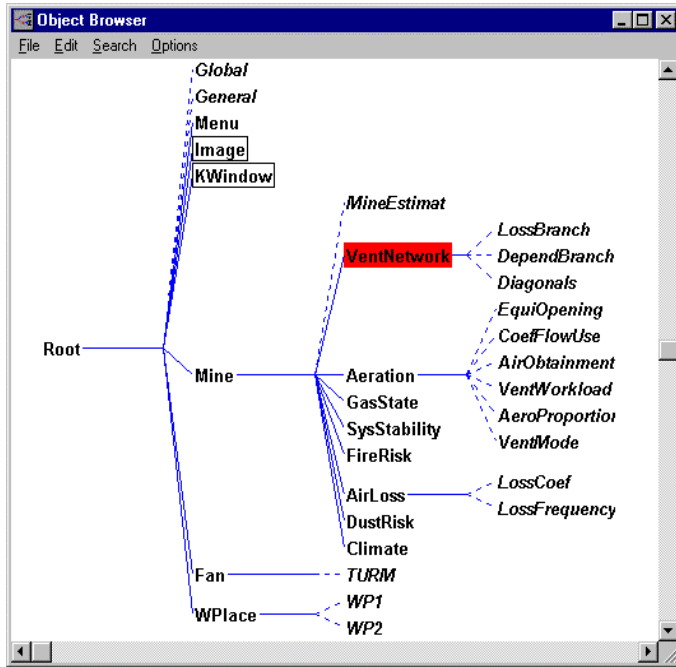 Object Browser
File Edit Search Options
Global
General
Menu
Image
KWindow
MineEstimat
LossBranch
VentNetwork
DependBranch
Diagonals
EquiOpening
CoefFlowUse
Root
AirObtainment
Mine
Aeration
VentWorkload
GasState
AeroProportion
SysStability
VentMode
FireRisk
LossCoef
AirLoss
LossFrequency
DustRisk
Climate
Fan
TURM
WPlace
WP1
WP2